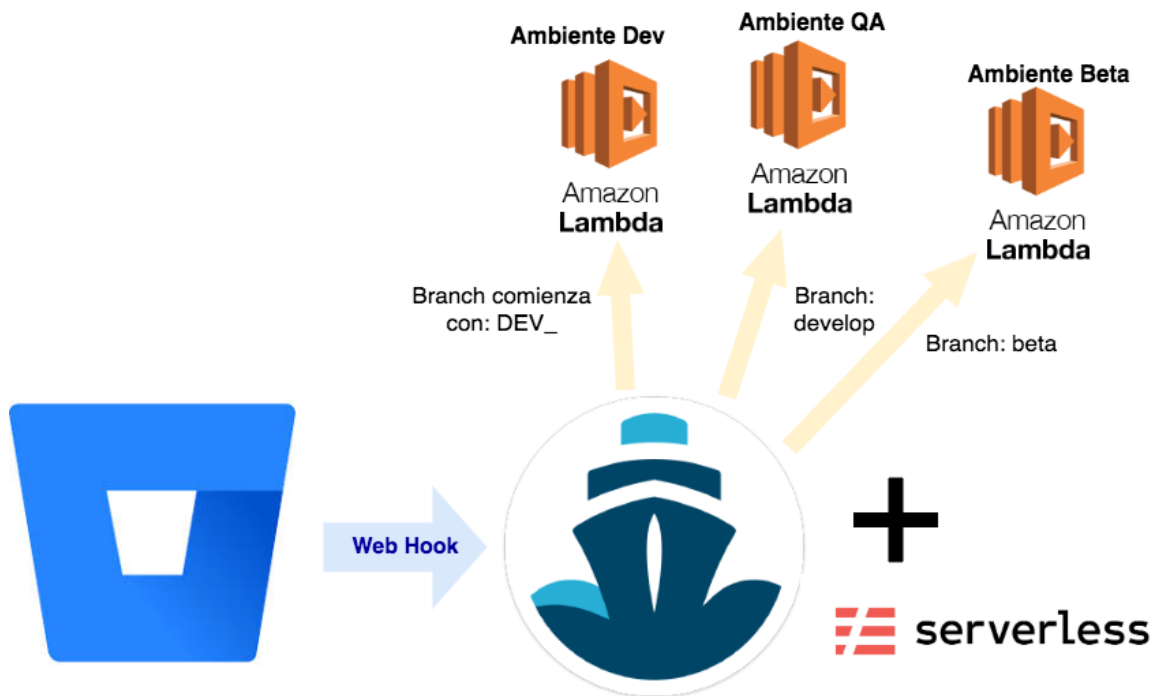 Ambiente Dev
Amazon
Lambda
Ambiente QA
Amazon
Lambda
Ambiente Beta
Amazon
Lambda
Branch comienza
con: DEV_
Branch:
develop
Branch: beta
Web Hook
serverless